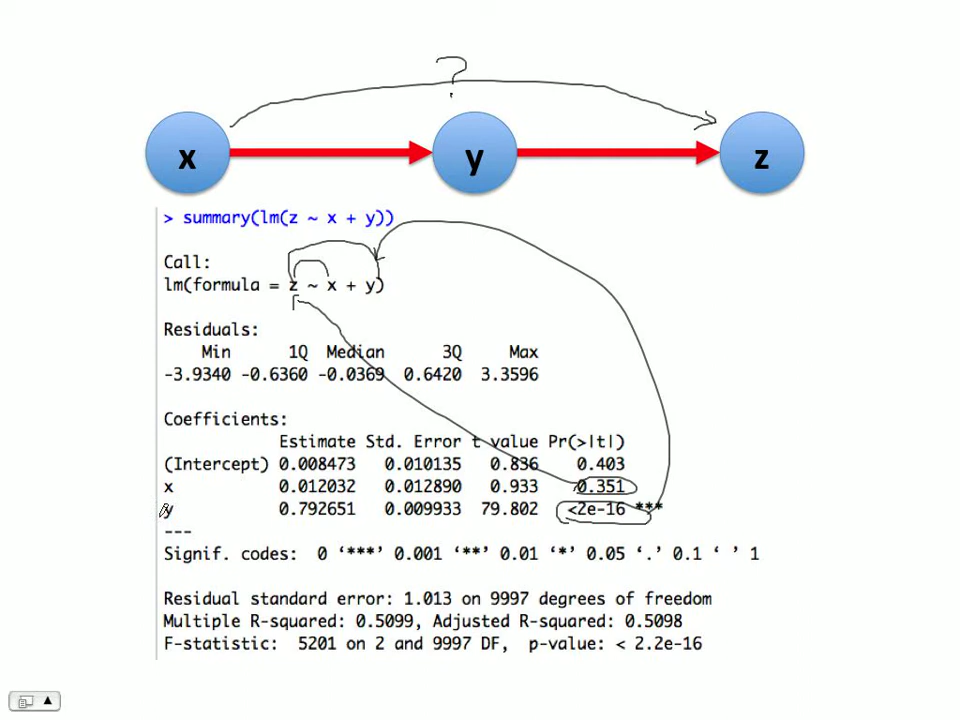 ?
x y z
> summary(lm(z ~ x + y))
Call:
lm(formula = z ~ x + y)
Residuals:
Min 1Q Median 3Q Max
-3.9340 -0.6360 -0.0369 0.6420 3.3596
Coefficients:
Estimate Std. Error t value Pr(>|t|)
(Intercept) 0.008473 0.010135 0.836 0.403
x 0.012032 0.012890 0.933 0.351
y 0.792651 0.009933 79.802 <2e-16 ***
---
Signif. codes: 0 ‘***’ 0.001 ‘**’ 0.01 ‘*’ 0.05 ‘.’ 0.1 ‘ ’ 1
Residual standard error: 1.013 on 9997 degrees of freedom
Multiple R-squared: 0.5099, Adjusted R-squared: 0.5098
F-statistic: 5201 on 2 and 9997 DF, p-value: < 2.2e-16